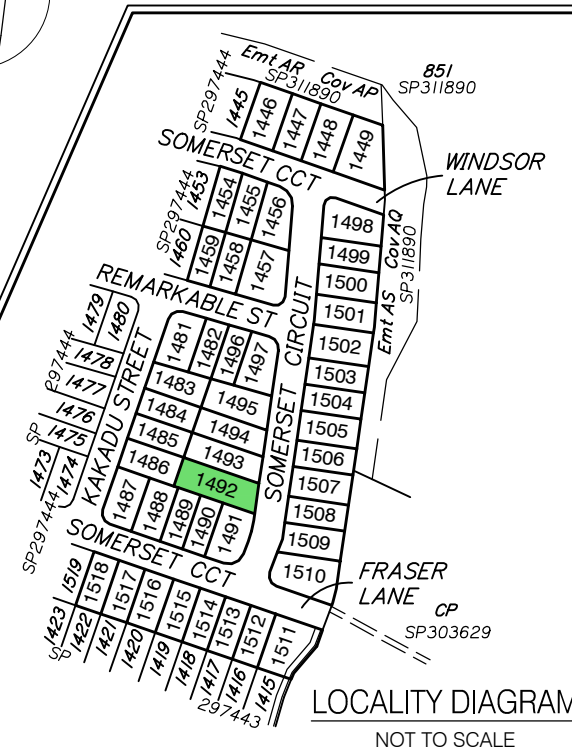 Emt AR
Cov AP
SP311890
851
SP311890
SP297444
1445
1446
1447
1448
1449
SOMERSET CCT
WINDSOR
LANE
SP297444
1453
1454
1455
1456
1460
1459
1458
1457
1498
1499
1500
1501
1502
1503
1504
1505
1506
1507
1508
1509
1510
Emt AS
Cov AQ
SP311890
REMARKABLE ST
SOMERSET CIRCUIT
KAKADU STREET
1479
1480
1478
1477
1476
1475
1473
1474
297444
SP
SP297444
1481
1482
1496
1497
1483
1495
1484
1494
1485
1493
1486
1492
1487
1488
1489
1490
1491
SOMERSET CCT
FRASER
LANE
CP
SP303629
1519
1518
1517
1516
1515
1514
1513
1512
1511
1423
1422
1421
1420
1419
1418
1417
1416
1415
SP
297443
LOCALITY DIAGRAM
NOT TO SCALE